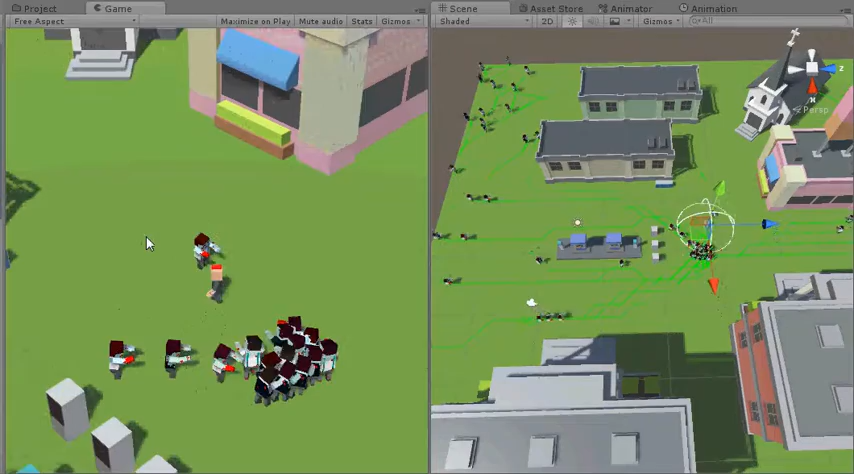 Project Game
Free Aspect Maximize on Play Mute audio Stats Gizmos
Scene Asset Store Animator Animation
Shaded 2D Gizmos All
z
x
Persp